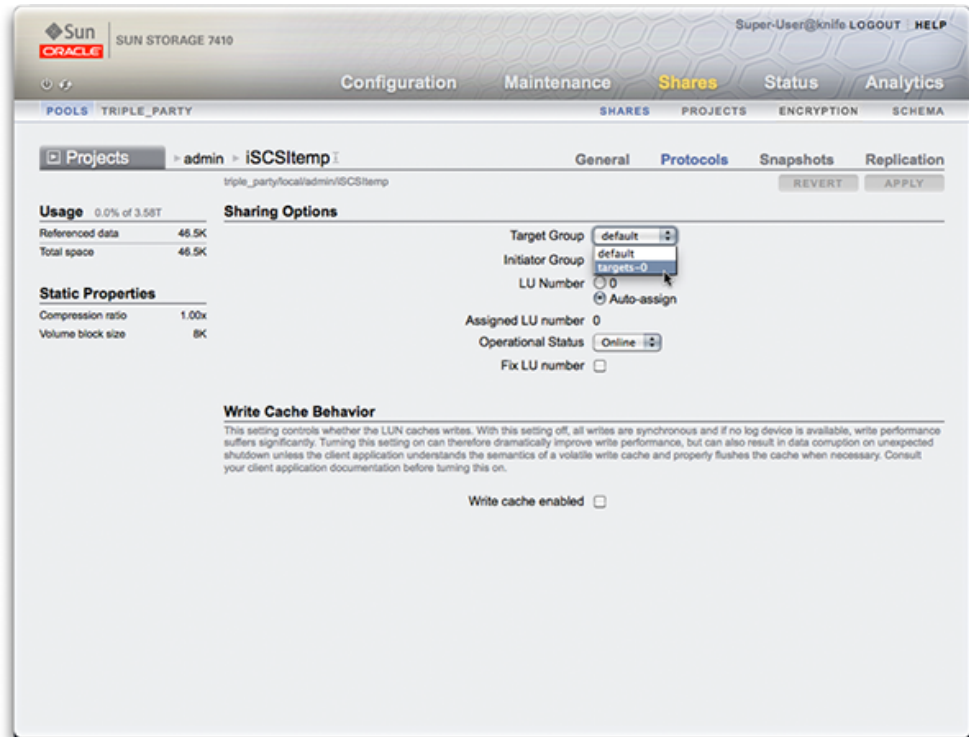 Sun
ORACLE
SUN STORAGE 7410
Super-User@knife LOGOUT HELP
Configuration Maintenance Shares Status Analytics
POOLS TRIPLE_PARTY SHARES PROJECTS ENCRYPTION SCHEMA
Projects admin iSCSItemp General Protocols Snapshots Replication
triple_party/local/admin/iSCSItemp REVERT APPLY
Usage 0.0% of 3.58T
Referenced data 46.5K
Total space 46.5K
Static Properties
Compression ratio 1.00x
Volume block size 8K
Sharing Options
Target Group default
default
targets-0
Initiator Group
LU Number 0
Auto-assign
Assigned LU number 0
Operational Status Online
Fix LU number
Write Cache Behavior
This setting controls whether the LUN caches writes. With this setting off, all writes are synchronous and if no log device is available, write performance
suffers significantly. Turning this setting on can therefore dramatically improve write performance, but can also result in data corruption on unexpected
shutdown unless the client application understands the semantics of a volatile write cache and properly flushes the cache when necessary. Consult
your client application documentation before turning this on.
Write cache enabled